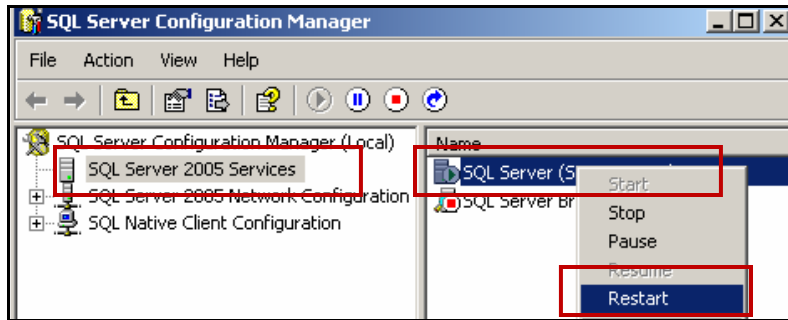 SQL Server Configuration Manager
File Action View Help
SQL Server Configuration Manager (Local)
SQL Server 2005 Services
SQL Server 2005 Network Configuration
SQL Native Client Configuration
Name
SQL Server (S
SQL Server Br
Start
Stop
Pause
Resume
Restart